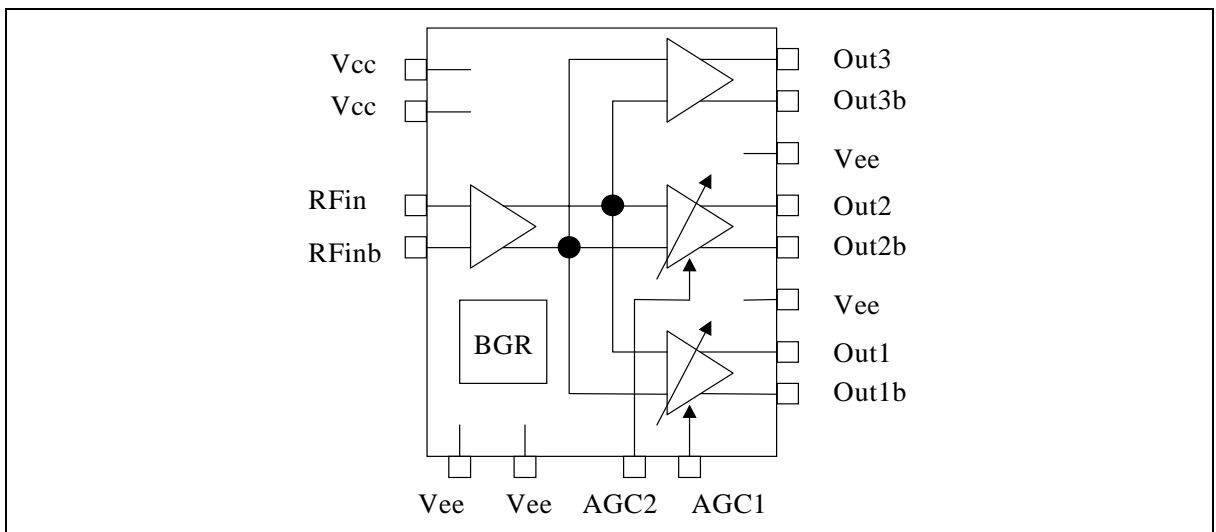 Vcc
Vcc
RFin
RFinb
BGR
Out3
Out3b
Vee
Out2
Out2b
Vee
Out1
Out1b
Vee
Vee
AGC2
AGC1